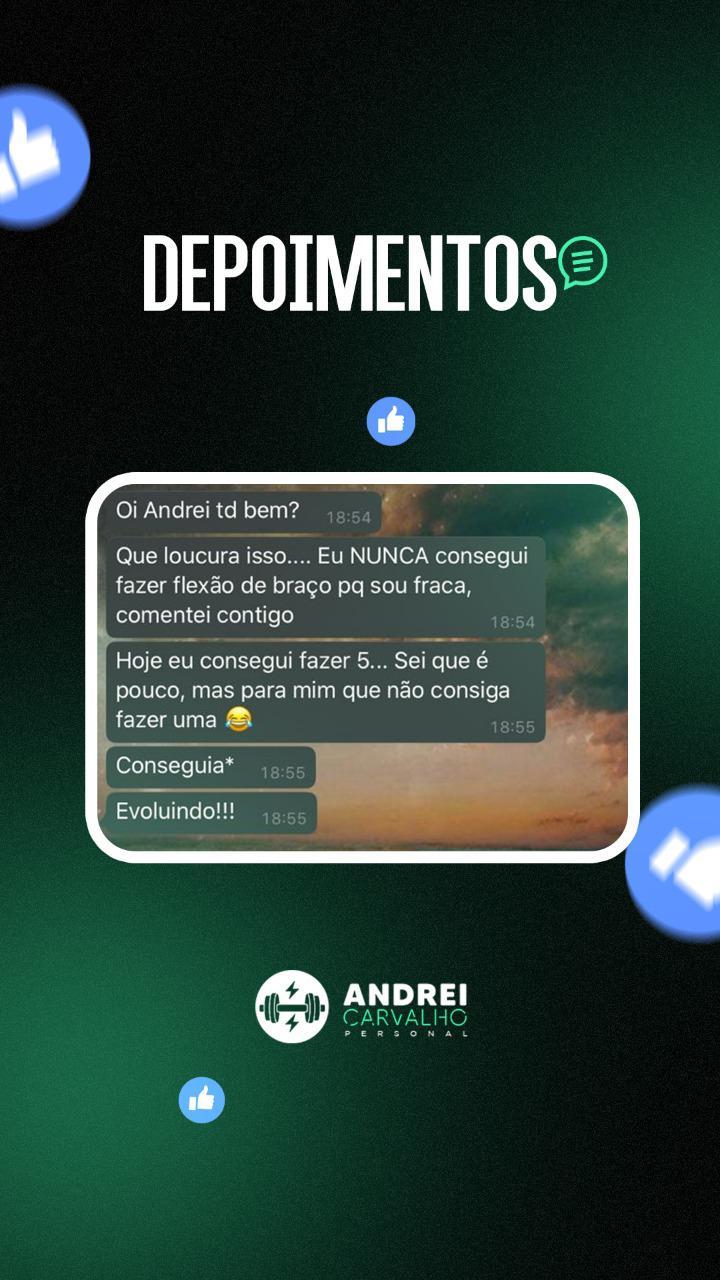 DEPOIMENTOS
Oi Andrei td bem?
18:54
Que loucura isso.... Eu NUNCA consegui
fazer flexão de braço pq sou fraca,
comentei contigo
18:54
Hoje eu consegui fazer 5... Sei que é
pouco, mas para mim que não consiga
fazer uma 😂
18:55
Conseguia*
18:55
Evoluindo!!!
18:55
ANDREI
CARVALHO
PERSONAL